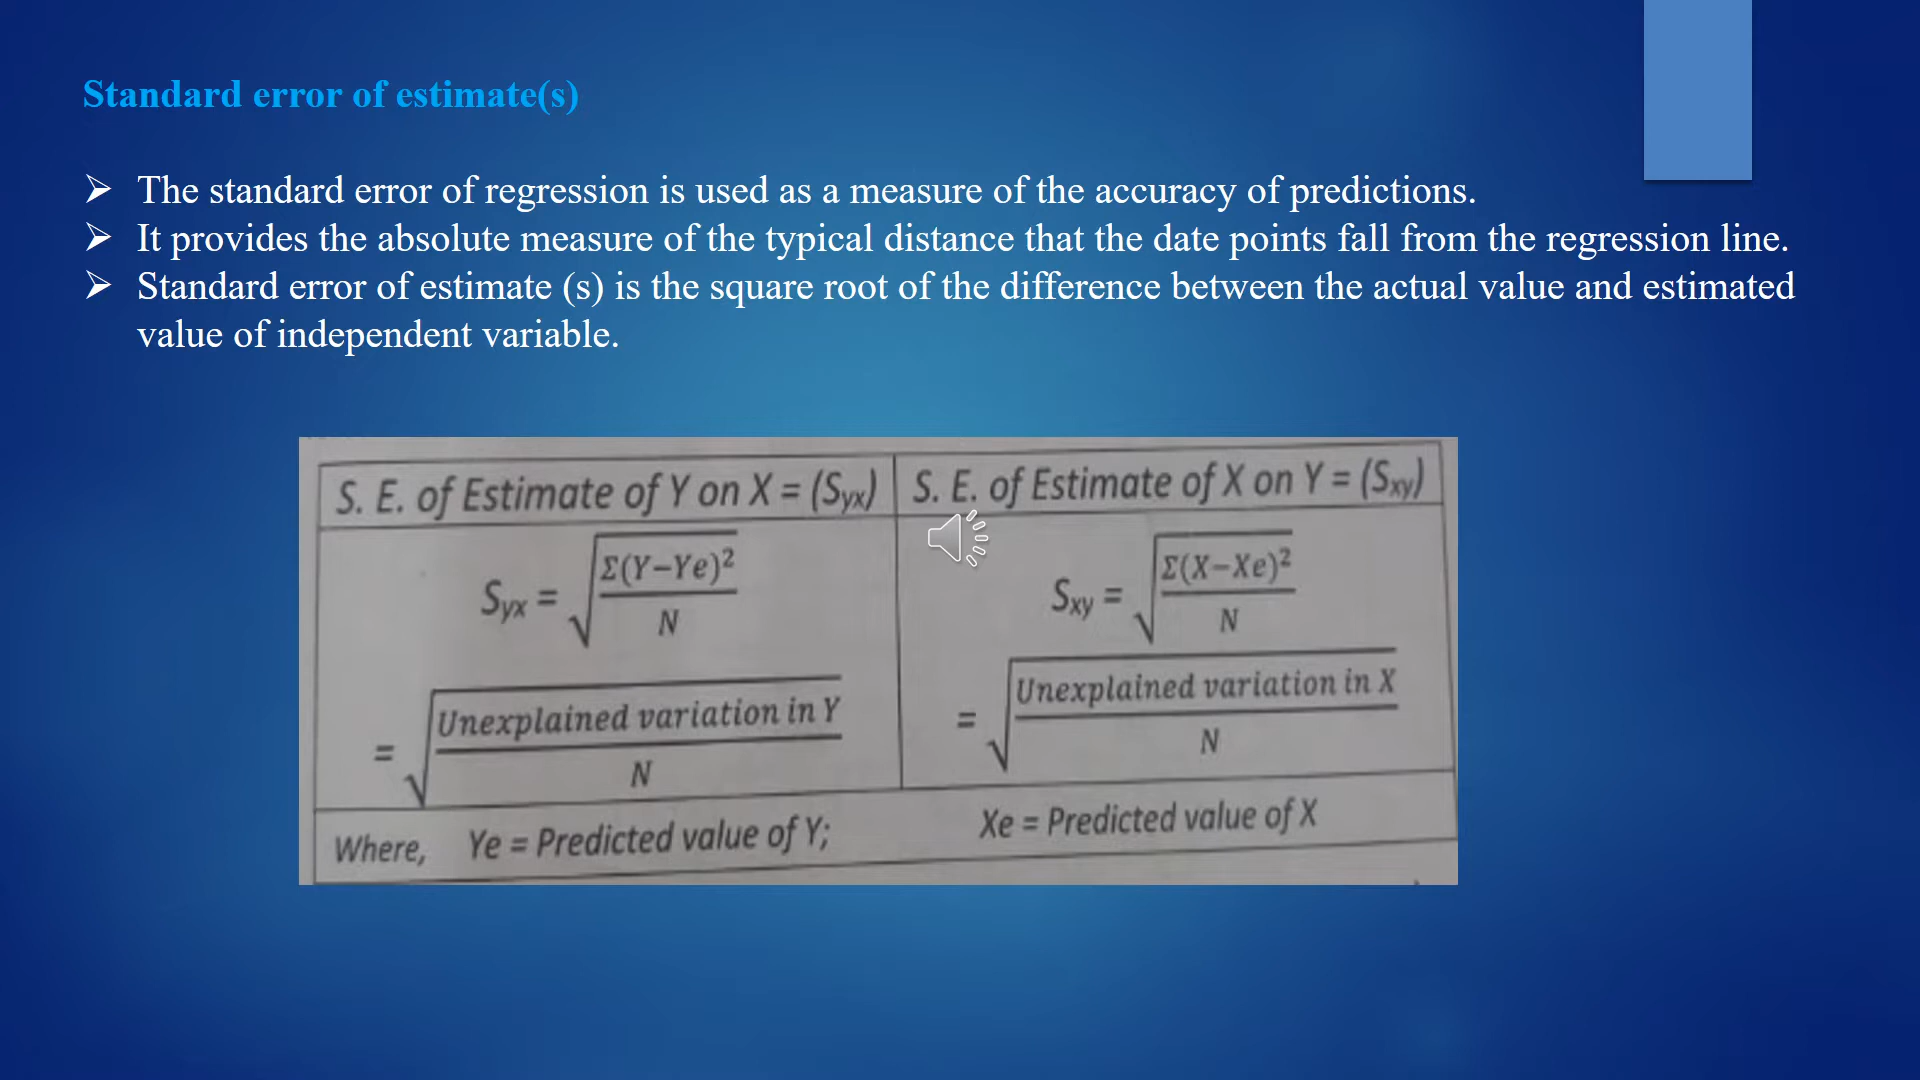 Standard error of estimate(s)
➢ The standard error of regression is used as a measure of the accuracy of predictions.
➢ It provides the absolute measure of the typical distance that the date points fall from the regression line.
➢ Standard error of estimate (s) is the square root of the difference between the actual value and estimated
value of independent variable.
S. E. of Estimate of Y on X = (Syx)
Syx = √(Σ(Y−Ye)² / N)
= √(Unexplained variation in Y / N)
S. E. of Estimate of X on Y = (Sxy)
Sxy = √(Σ(X−Xe)² / N)
= √(Unexplained variation in X / N)
Where, Ye = Predicted value of Y; Xe = Predicted value of X